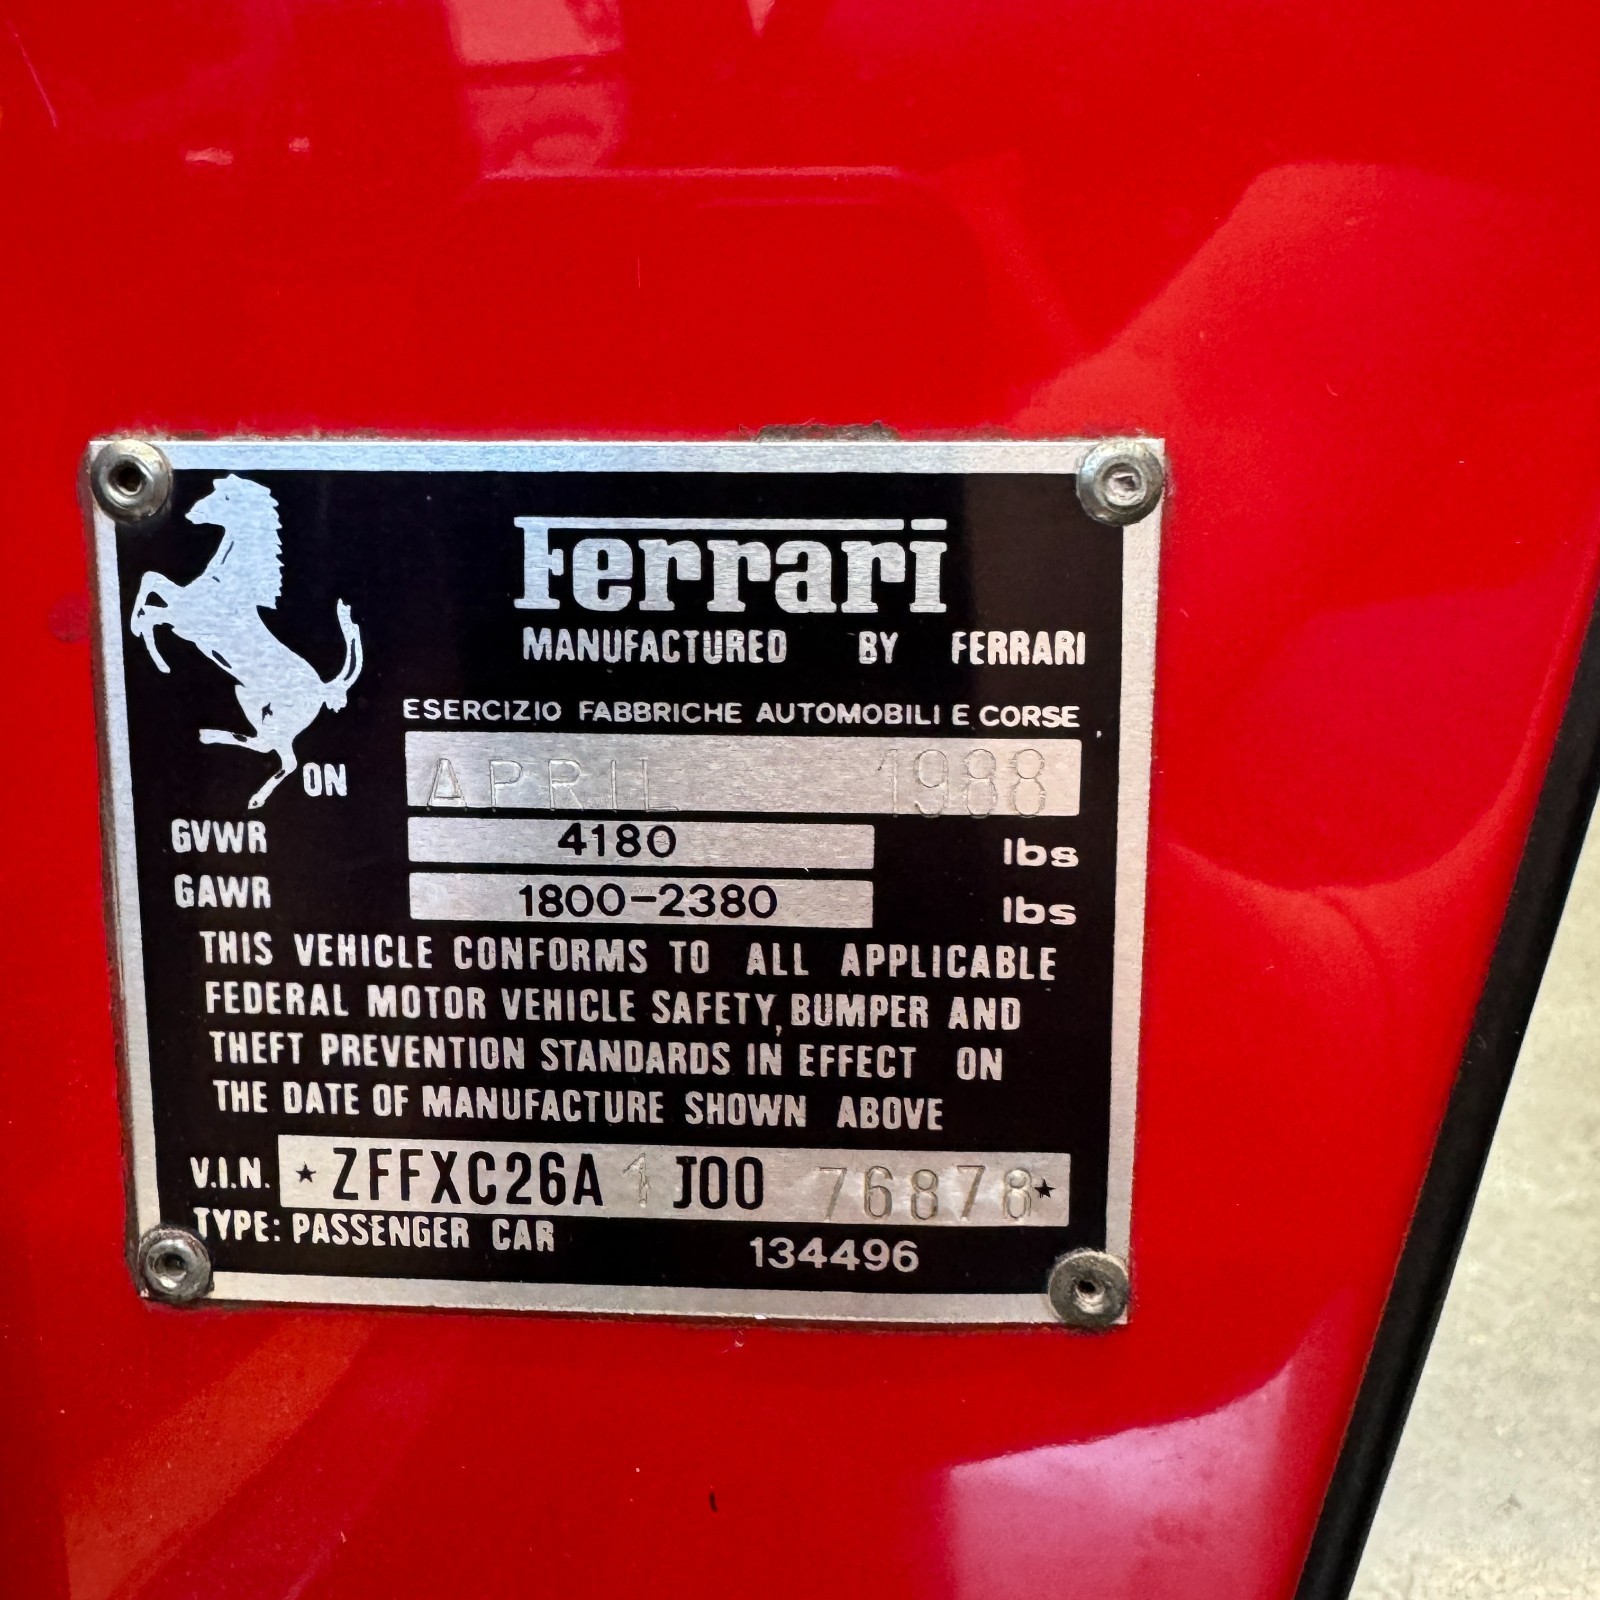 Ferrari
MANUFACTURED BY FERRARI
ESERCIZIO FABBRICHE AUTOMOBILI E CORSE
ON APRIL 1988
GVWR 4180 lbs
GAWR 1800-2380 lbs
THIS VEHICLE CONFORMS TO ALL APPLICABLE
FEDERAL MOTOR VEHICLE SAFETY, BUMPER AND
THEFT PREVENTION STANDARDS IN EFFECT ON
THE DATE OF MANUFACTURE SHOWN ABOVE
V.I.N. ★ ZFFXC26A 1 J00 76878 ★
TYPE: PASSENGER CAR 134496